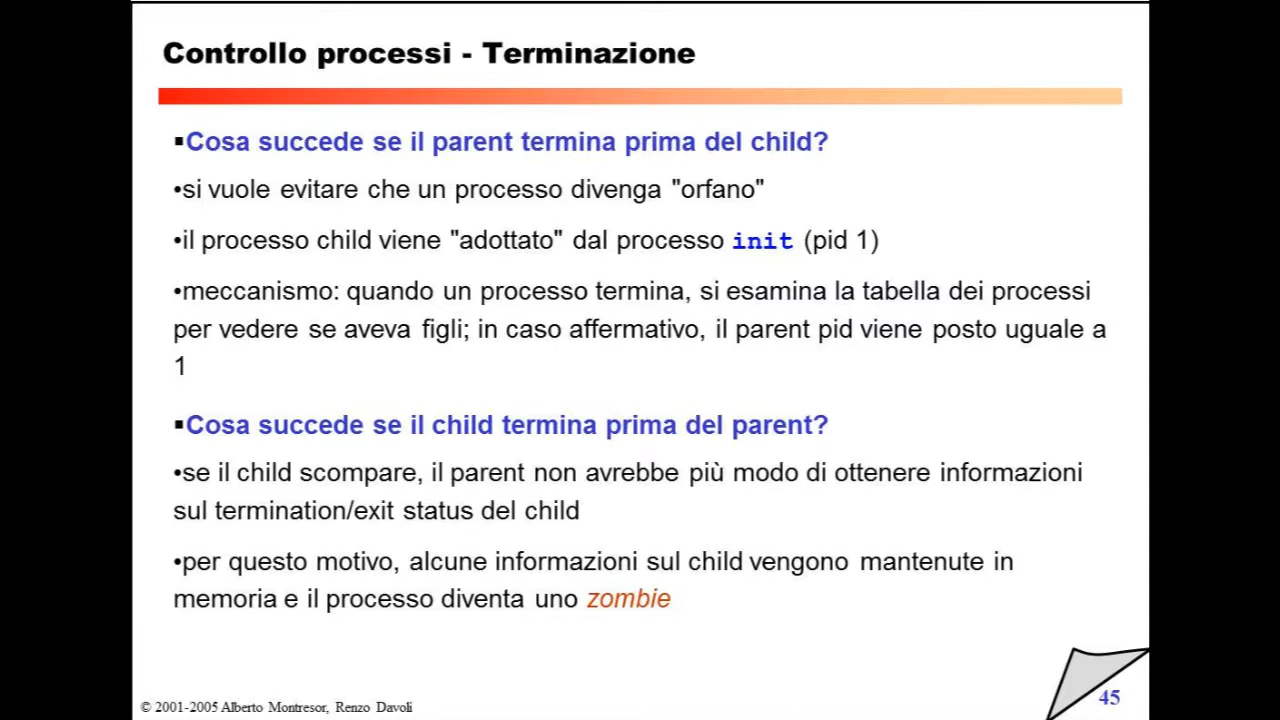 Controllo processi - Terminazione
▪Cosa succede se il parent termina prima del child?
•si vuole evitare che un processo divenga "orfano"
•il processo child viene "adottato" dal processo init (pid 1)
•meccanismo: quando un processo termina, si esamina la tabella dei processi
per vedere se aveva figli; in caso affermativo, il parent pid viene posto uguale a
1
▪Cosa succede se il child termina prima del parent?
•se il child scompare, il parent non avrebbe più modo di ottenere informazioni
sul termination/exit status del child
•per questo motivo, alcune informazioni sul child vengono mantenute in
memoria e il processo diventa uno zombie
© 2001-2005 Alberto Montresor, Renzo Davoli
45